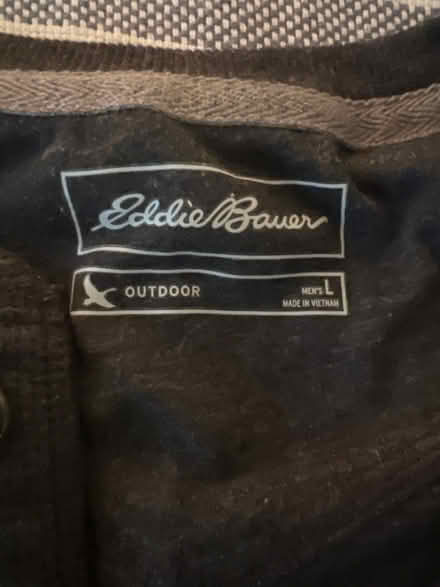 Eddie Bauer
OUTDOOR
MEN'S L
MADE IN VIETNAM